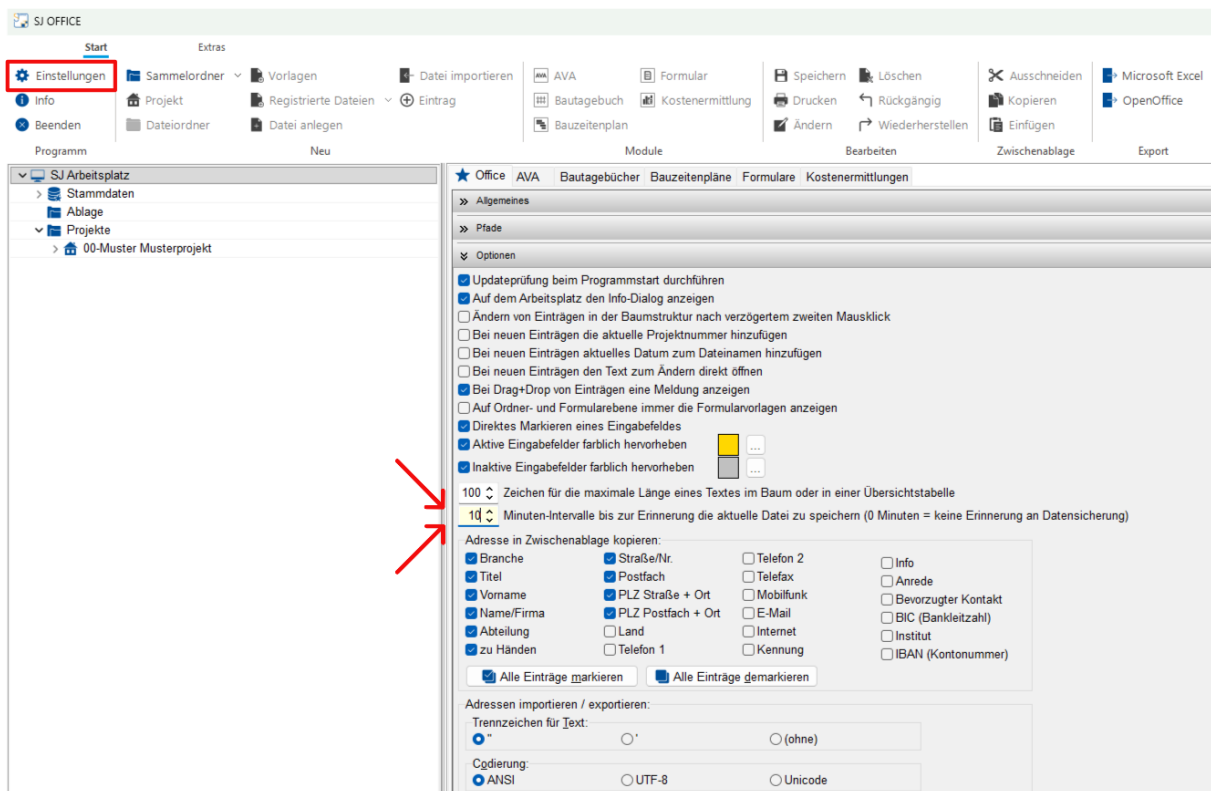 SJ OFFICE
Start Extras
Einstellungen Sammelordner Vorlagen Datei importieren AVA Formular Speichern Löschen Ausschneiden Microsoft Excel
Info Projekt Registrierte Dateien Eintrag Bautagebuch Kostenermittlung Drucken Rückgängig Kopieren OpenOffice
Beenden Dateiordner Datei anlegen Bauzeitenplan Ändern Wiederherstellen Einfügen
Programm Neu Module Bearbeiten Zwischenablage Export
SJ Arbeitsplatz
Stammdaten
Ablage
Projekte
00-Muster Musterprojekt
Office AVA Bautagebücher Bauzeitenpläne Formulare Kostenermittlungen
Allgemeines
Pfade
Optionen
Updateprüfung beim Programmstart durchführen
Auf dem Arbeitsplatz den Info-Dialog anzeigen
Ändern von Einträgen in der Baumstruktur nach verzögertem zweiten Mausklick
Bei neuen Einträgen die aktuelle Projektnummer hinzufügen
Bei neuen Einträgen aktuelles Datum zum Dateinamen hinzufügen
Bei neuen Einträgen den Text zum Ändern direkt öffnen
Bei Drag+Drop von Einträgen eine Meldung anzeigen
Auf Ordner- und Formularebene immer die Formularvorlagen anzeigen
Direktes Markieren eines Eingabefeldes
Aktive Eingabefelder farblich hervorheben ...
Inaktive Eingabefelder farblich hervorheben ...
100 Zeichen für die maximale Länge eines Textes im Baum oder in einer Übersichtstabelle
10 Minuten-Intervalle bis zur Erinnerung die aktuelle Datei zu speichern (0 Minuten = keine Erinnerung an Datensicherung)
Adresse in Zwischenablage kopieren:
Branche Straße/Nr. Telefon 2 Info
Titel Postfach Telefax Anrede
Vorname PLZ Straße + Ort Mobilfunk Bevorzugter Kontakt
Name/Firma PLZ Postfach + Ort E-Mail BIC (Bankleitzahl)
Abteilung Land Internet Institut
zu Händen Telefon 1 Kennung IBAN (Kontonummer)
Alle Einträge markieren Alle Einträge demarkieren
Adressen importieren / exportieren:
Trennzeichen für Text:
" ' (ohne)
Codierung:
ANSI UTF-8 Unicode